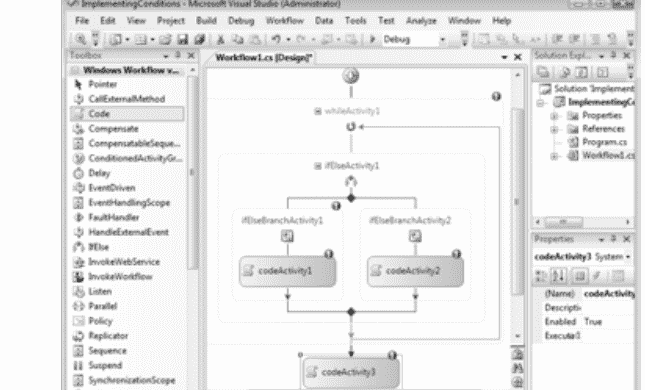 ImplementingConditions - Microsoft Visual Studio (Administrator)
File Edit View Project Build Debug Workflow Data Tools Test Analyze Window Help
Debug
Toolbox
Windows Workflow v...
Pointer
CallExternalMethod
Code
Compensate
CompensatableSeque...
ConditionedActivityGr...
Delay
EventDriven
EventHandlingScope
FaultHandler
HandleExternalEvent
IfElse
InvokeWebService
InvokeWorkflow
Listen
Parallel
Policy
Replicator
Sequence
Suspend
SynchronizationScope
Workflow1.cs [Design]*
whileActivity1
ifElseActivity1
ifElseBranchActivity1
ifElseBranchActivity2
codeActivity1
codeActivity2
codeActivity3
Solution Expl...
Solution 'Implement
ImplementingCo
Properties
References
Program.cs
Workflow1.cs
Properties
codeActivity3 System
(Name) codeActivity
Descripti
Enabled True
Execute